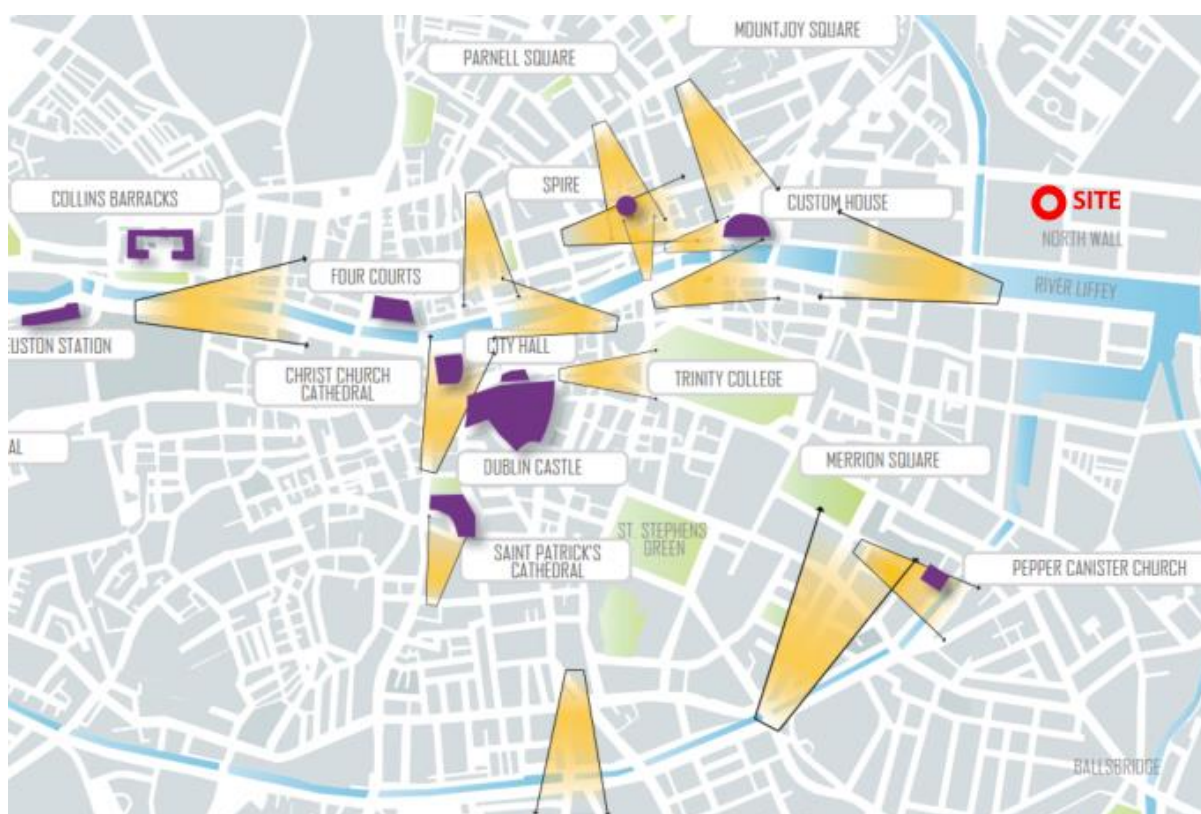 MOUNTJOY SQUARE
PARNELL SQUARE
SPIRE
COLLINS BARRACKS
CUSTOM HOUSE
SITE
NORTH WALL
FOUR COURTS
RIVER LIFFEY
EUSTON STATION
CITY HALL
CHRIST CHURCH
CATHEDRAL
TRINITY COLLEGE
AL
DUBLIN CASTLE
MERRION SQUARE
ST. STEPHENS
GREEN
SAINT PATRICK'S
CATHEDRAL
PEPPER CANISTER CHURCH
BALLSBRIDGE